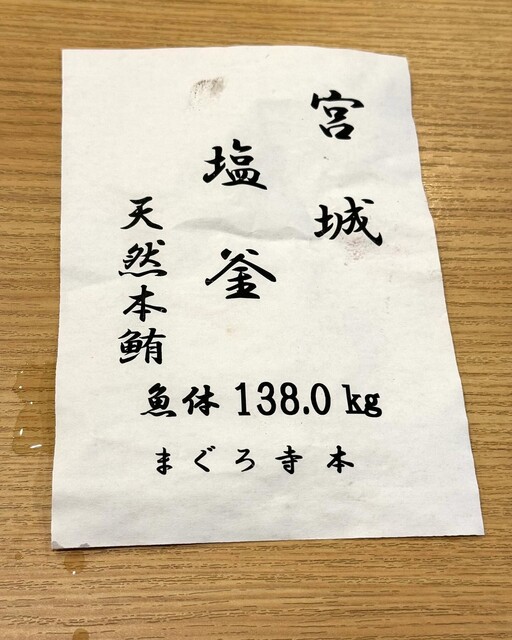 宮城
塩釜
天然本鮪
魚体 138.0 kg
まぐろ寺本